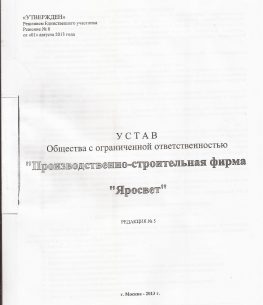 «УТВЕРЖДЕН»
Решением Единственного участника
Решение № 8
от «01» августа 2013 года
У С Т А В
Общества с ограниченной ответственностью
"Производственно-строительная фирма
"Яросвет"
РЕДАКЦИЯ № 5
г. Москва - 2013 г.